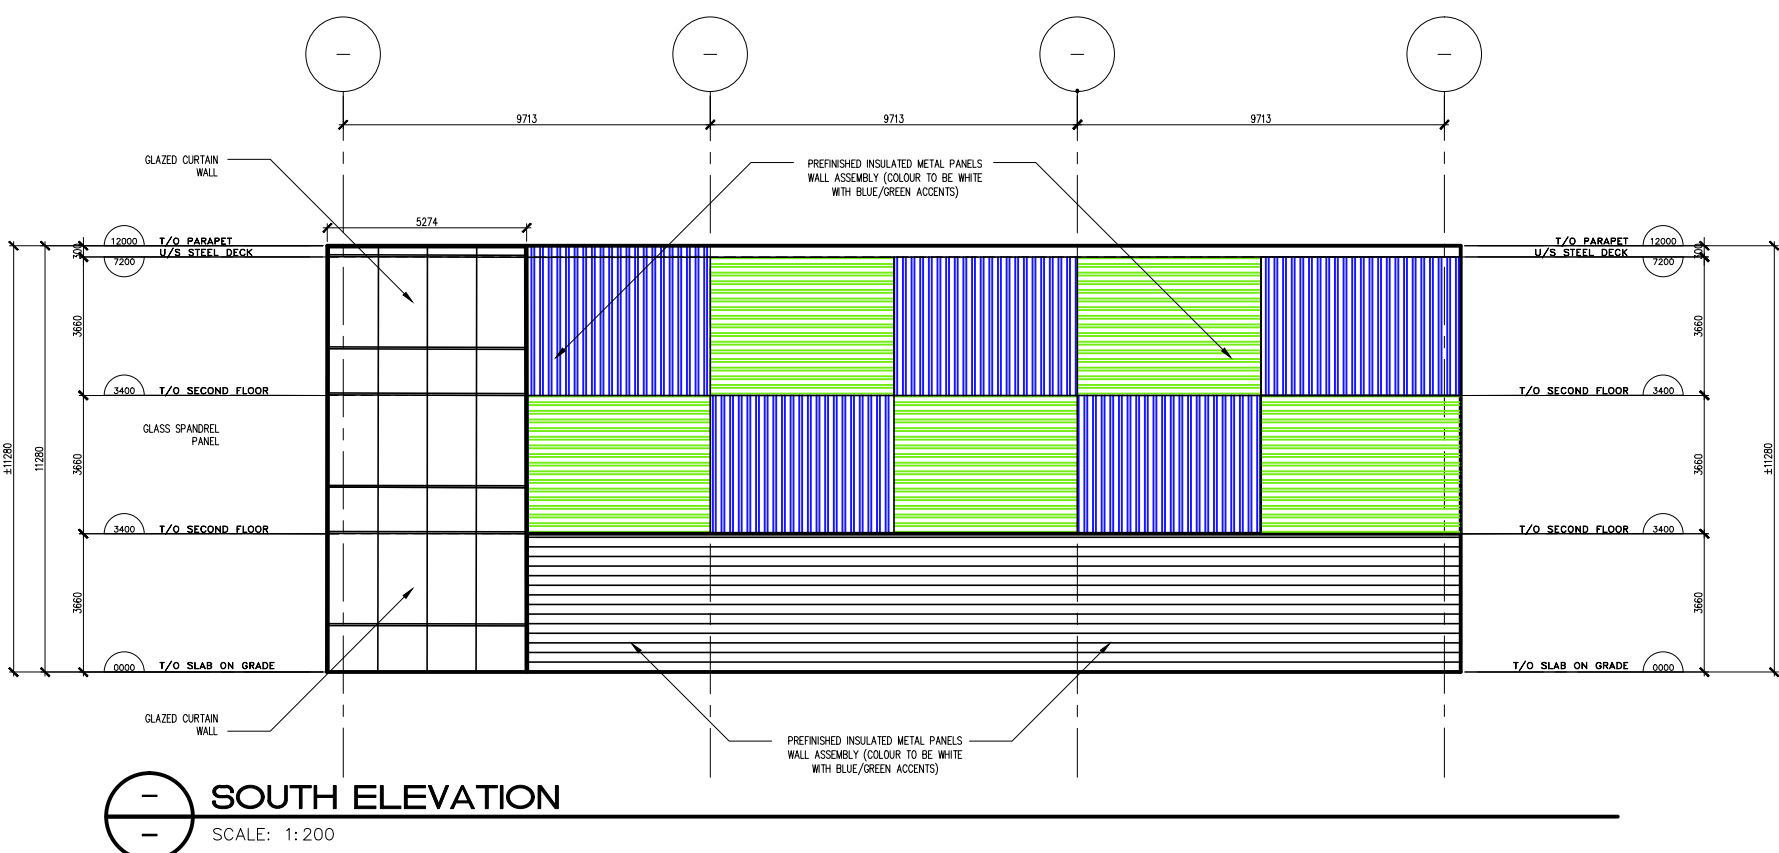 9713
9713
9713
GLAZED CURTAIN
WALL
PREFINISHED INSULATED METAL PANELS
WALL ASSEMBLY (COLOUR TO BE WHITE
WITH BLUE/GREEN ACCENTS)
5274
12000
T/O PARAPET
U/S STEEL DECK
7200
300
T/O PARAPET
12000
U/S STEEL DECK
7200
300
3660
3660
3400
T/O SECOND FLOOR
T/O SECOND FLOOR
3400
GLASS SPANDREL
PANEL
±11280
11280
3660
3660
±11280
3400
T/O SECOND FLOOR
T/O SECOND FLOOR
3400
3660
3660
0000
T/O SLAB ON GRADE
T/O SLAB ON GRADE
0000
GLAZED CURTAIN
WALL
PREFINISHED INSULATED METAL PANELS
WALL ASSEMBLY (COLOUR TO BE WHITE
WITH BLUE/GREEN ACCENTS)
SOUTH ELEVATION
SCALE: 1:200